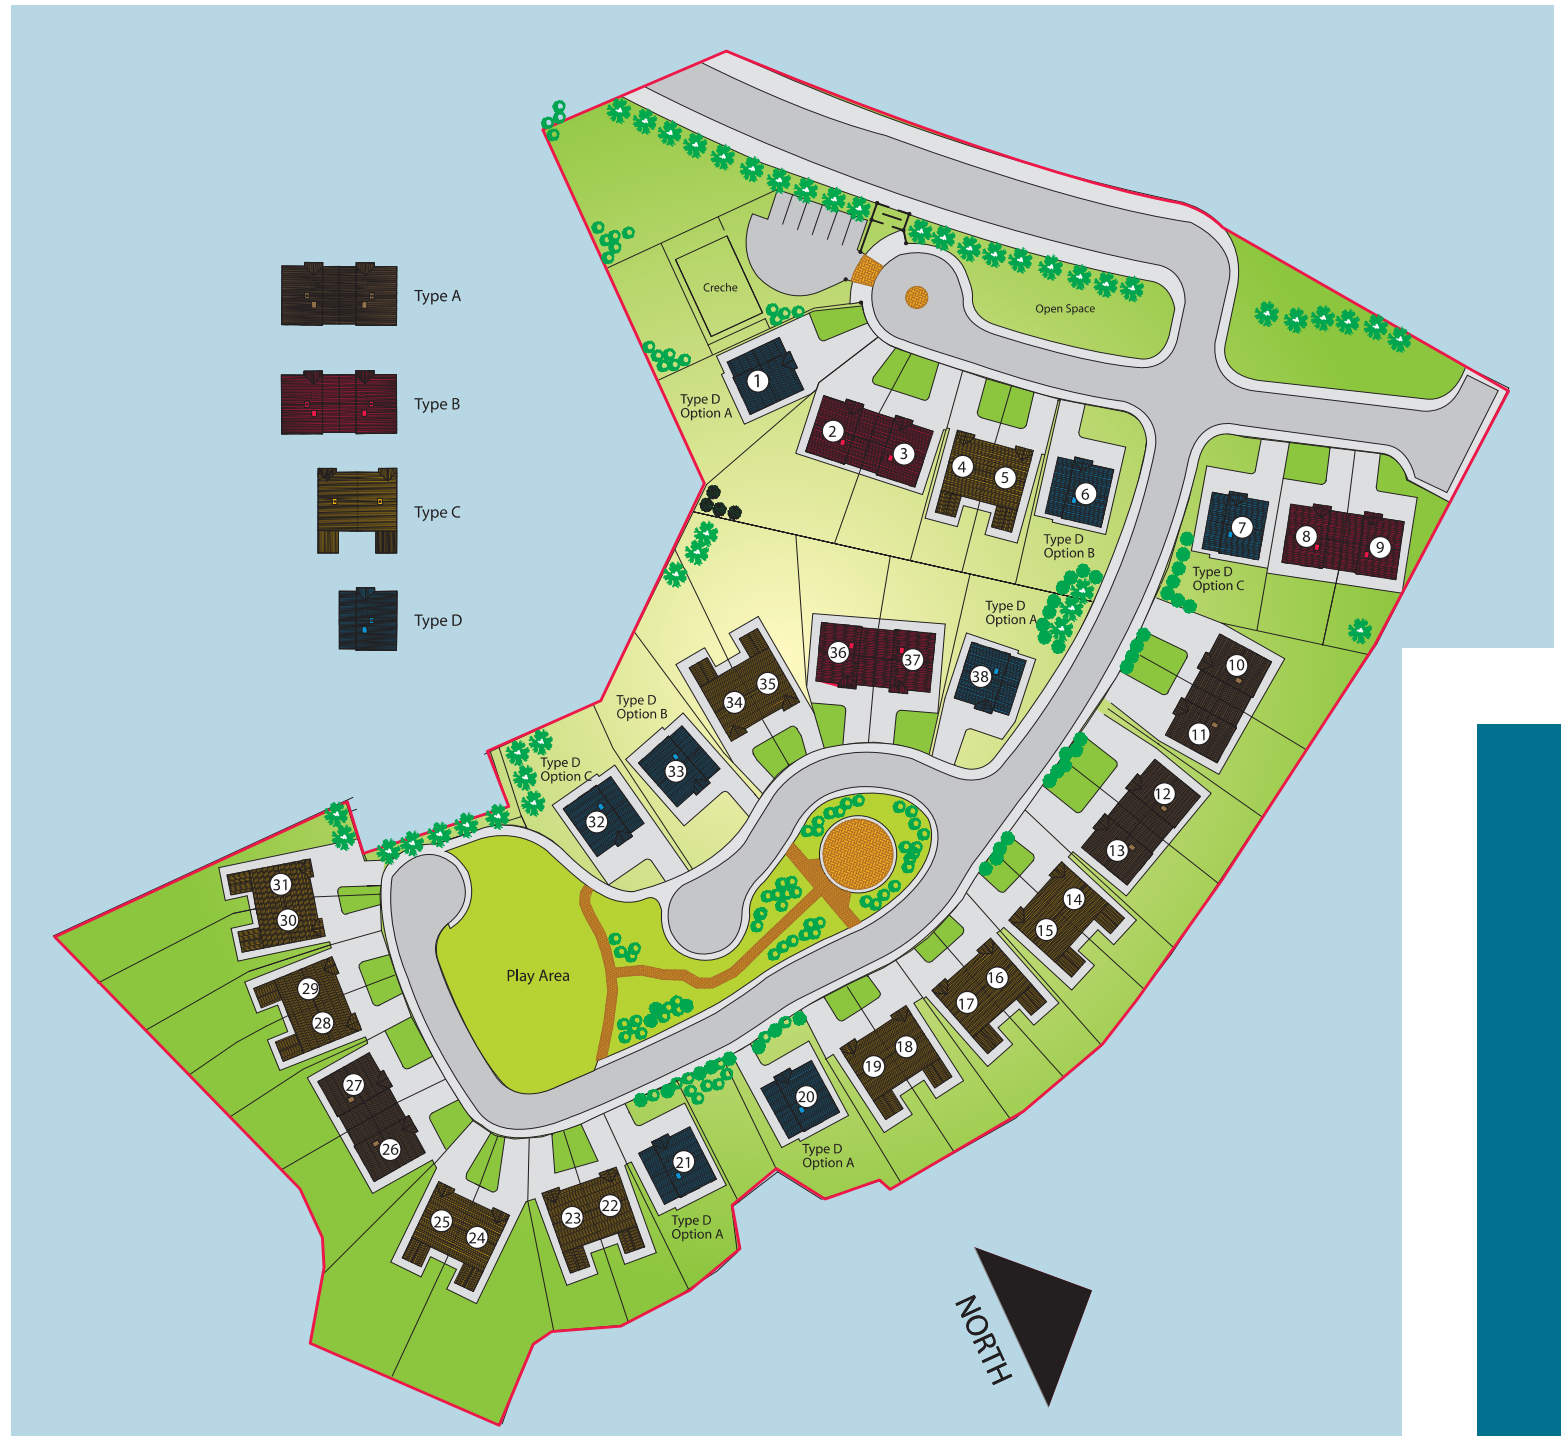 Type A
Type B
Type C
Type D
Creche
Open Space
1
Type D
Option A
2
3
4
5
6
Type D
Option B
7
8
9
Type D
Option C
10
11
12
13
14
15
16
17
18
19
20
Type D
Option A
21
Type D
Option A
22
23
24
25
26
27
28
29
30
31
32
Type D
Option C
33
Type D
Option B
34
35
36
37
38
Type D
Option A
Play Area
NORTH